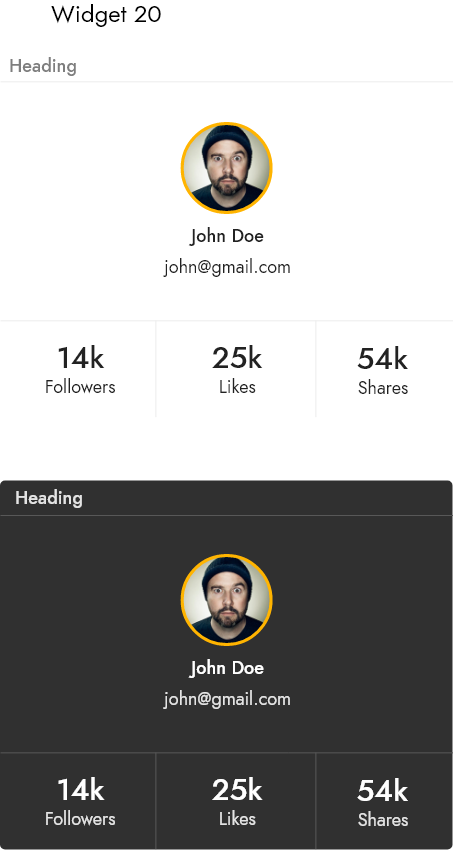 Widget 20
Heading
John Doe
john@gmail.com
14k 25k 54k
Followers Likes Shares
Heading
John Doe
john@gmail.com
14k 25k 54k
Followers Likes Shares